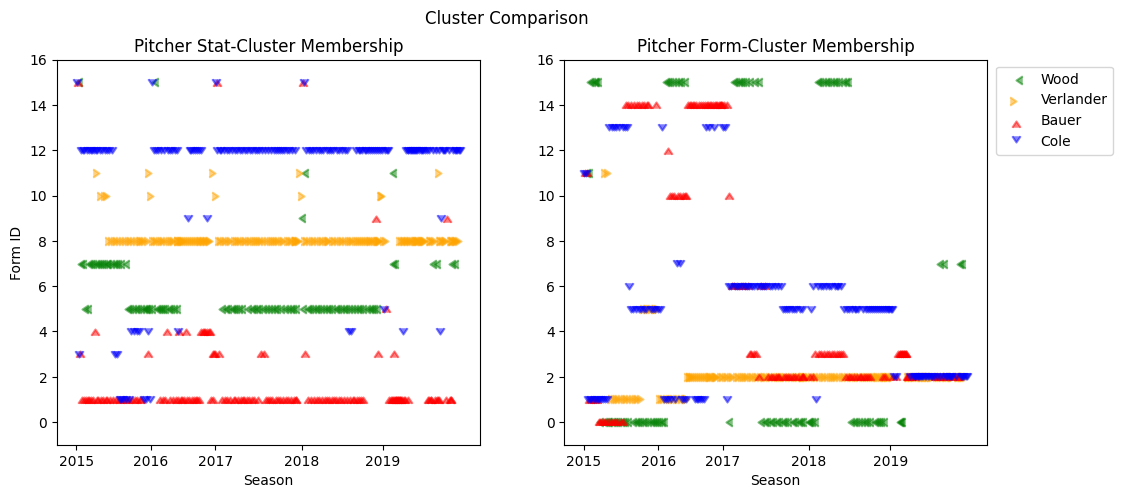 Cluster Comparison
Pitcher Stat-Cluster Membership
16
14
12
10
8
6
4
2
0
Form ID
2015 2016 2017 2018 2019
Season
Pitcher Form-Cluster Membership
16
14
12
10
8
6
4
2
0
2015 2016 2017 2018 2019
Season
Wood
Verlander
Bauer
Cole